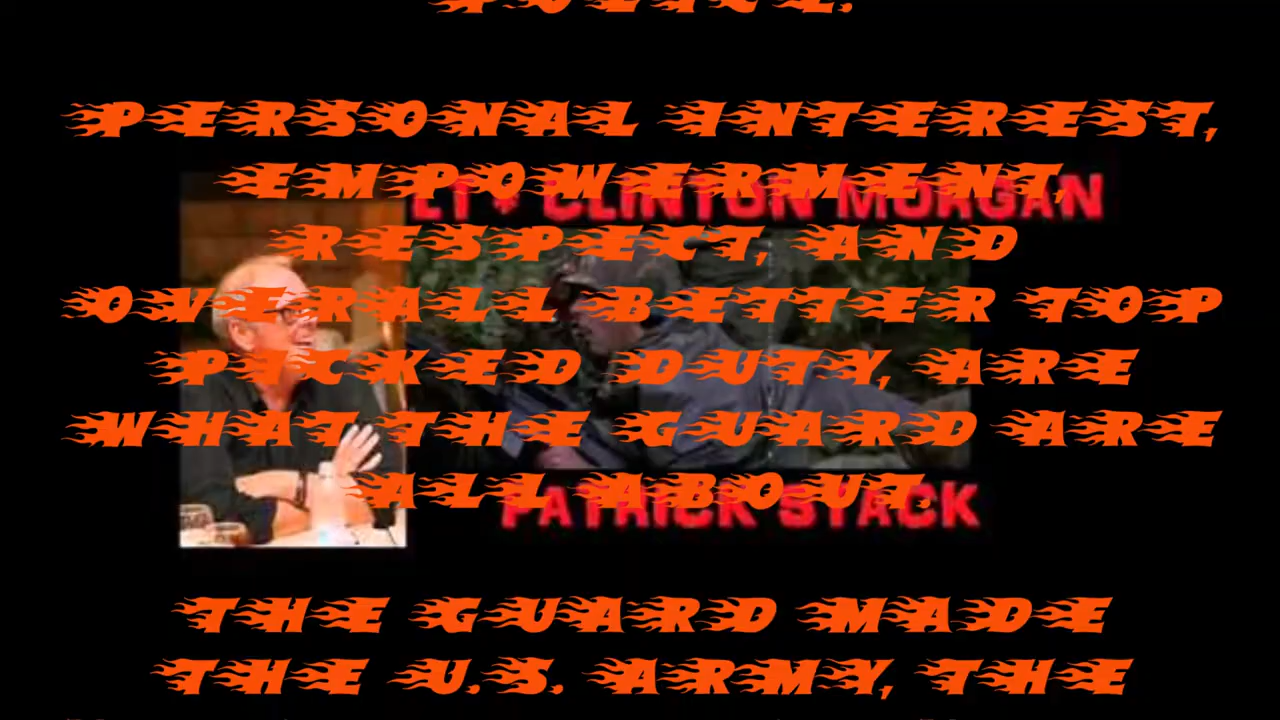 PERSONAL INTEREST,
EMPOWERMENT,
LT. CLINTON MORGAN
RESPECT, AND
OVERALL BETTER TOP
PICKED DUTY, ARE
WHAT THE GUARD ARE
ALL ABOUT.
PATRICK STACK
THE GUARD MADE
THE U.S. ARMY, THE